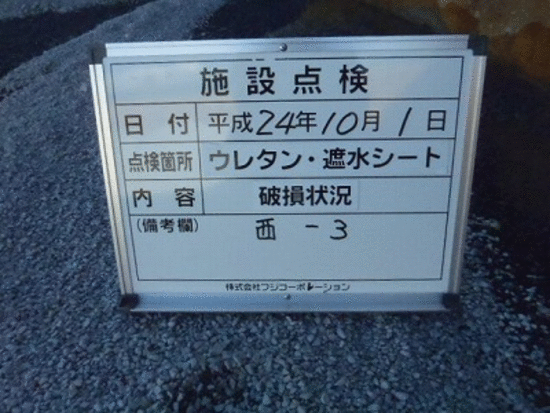 施設点検
日付 平成24年10月1日
点検箇所 ウレタン・遮水シート
内容 破損状況
(備考欄) 西-3
株式会社フジコーポレーション